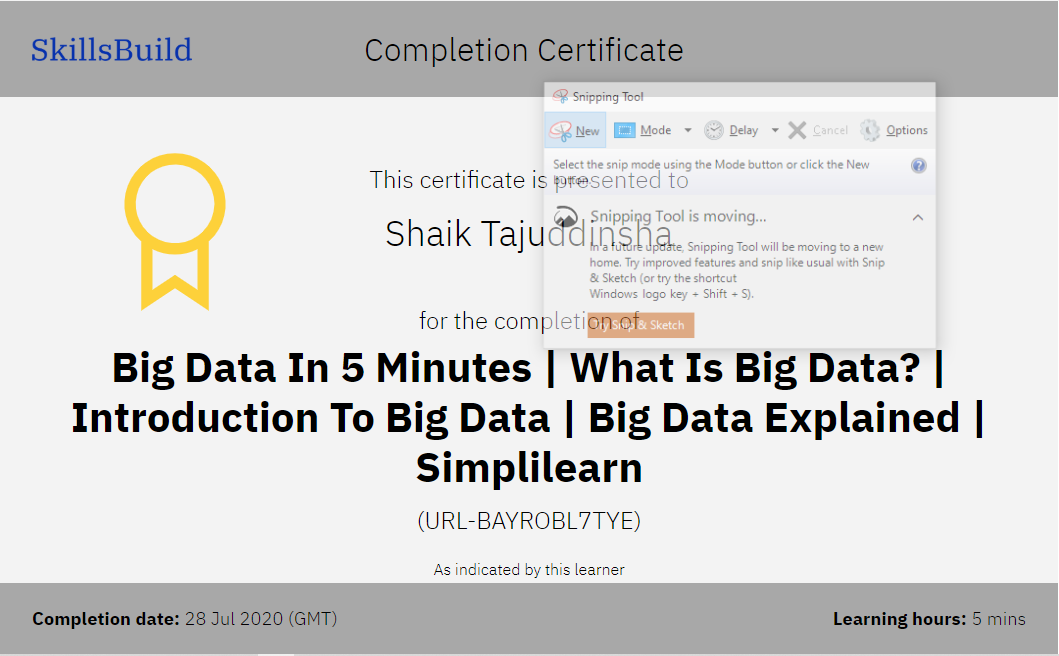 SkillsBuild
Completion Certificate
Snipping Tool
New Mode Delay Cancel Options
Select the snip mode using the Mode button or click the New
button.
This certificate is presented to
Snipping Tool is moving...
Shaik Tajuddinsha
In a future update, Snipping Tool will be moving to a new
home. Try improved features and snip like usual with Snip
& Sketch (or try the shortcut
Windows logo key + Shift + S).
Try Snip & Sketch
for the completion of
Big Data In 5 Minutes | What Is Big Data? |
Introduction To Big Data | Big Data Explained |
Simplilearn
(URL-BAYROBL7TYE)
As indicated by this learner
Completion date: 28 Jul 2020 (GMT)
Learning hours: 5 mins